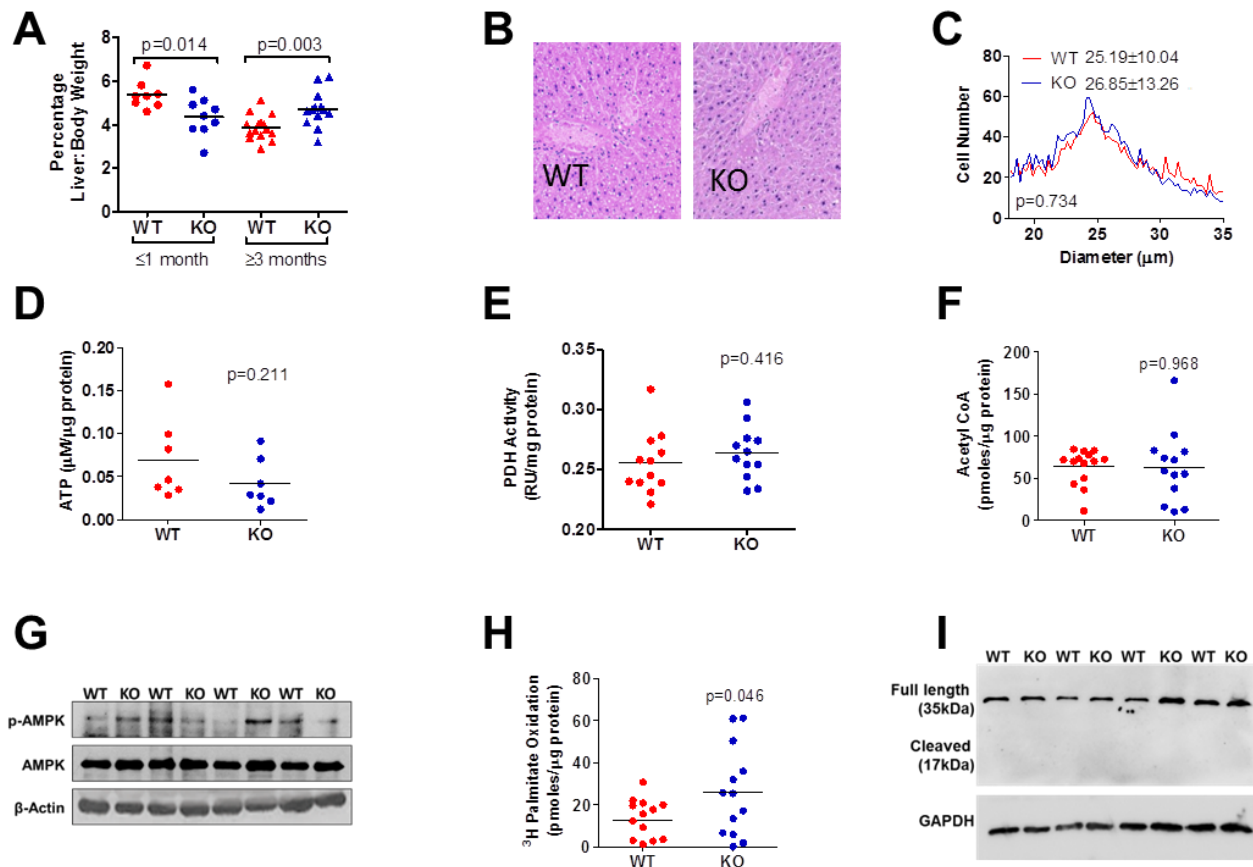 A
p=0.014
p=0.003
Percentage
Liver:Body Weight
8
6
4
2
0
WT
KO
WT
KO
≤1 month
≥3 months
B
WT
KO
C
WT 25.19±10.04
KO 26.85±13.26
Cell Number
80
60
40
20
0
p=0.734
20
25
30
35
Diameter (μm)
D
ATP (μM/μg protein)
0.20
0.15
0.10
0.05
0.00
p=0.211
WT
KO
E
PDH Activity
(RU/mg protein)
0.35
0.30
0.25
0.20
p=0.416
WT
KO
F
Acetyl CoA
(pmoles/μg protein)
200
150
100
50
0
p=0.968
WT
KO
G
WT KO WT KO WT KO WT KO
p-AMPK
AMPK
β-Actin
H
³H Palmitate Oxidation
(pmoles/μg protein)
80
60
40
20
0
p=0.046
WT
KO
I
WT KO WT KO WT KO WT KO
Full length
(35kDa)
Cleaved
(17kDa)
GAPDH